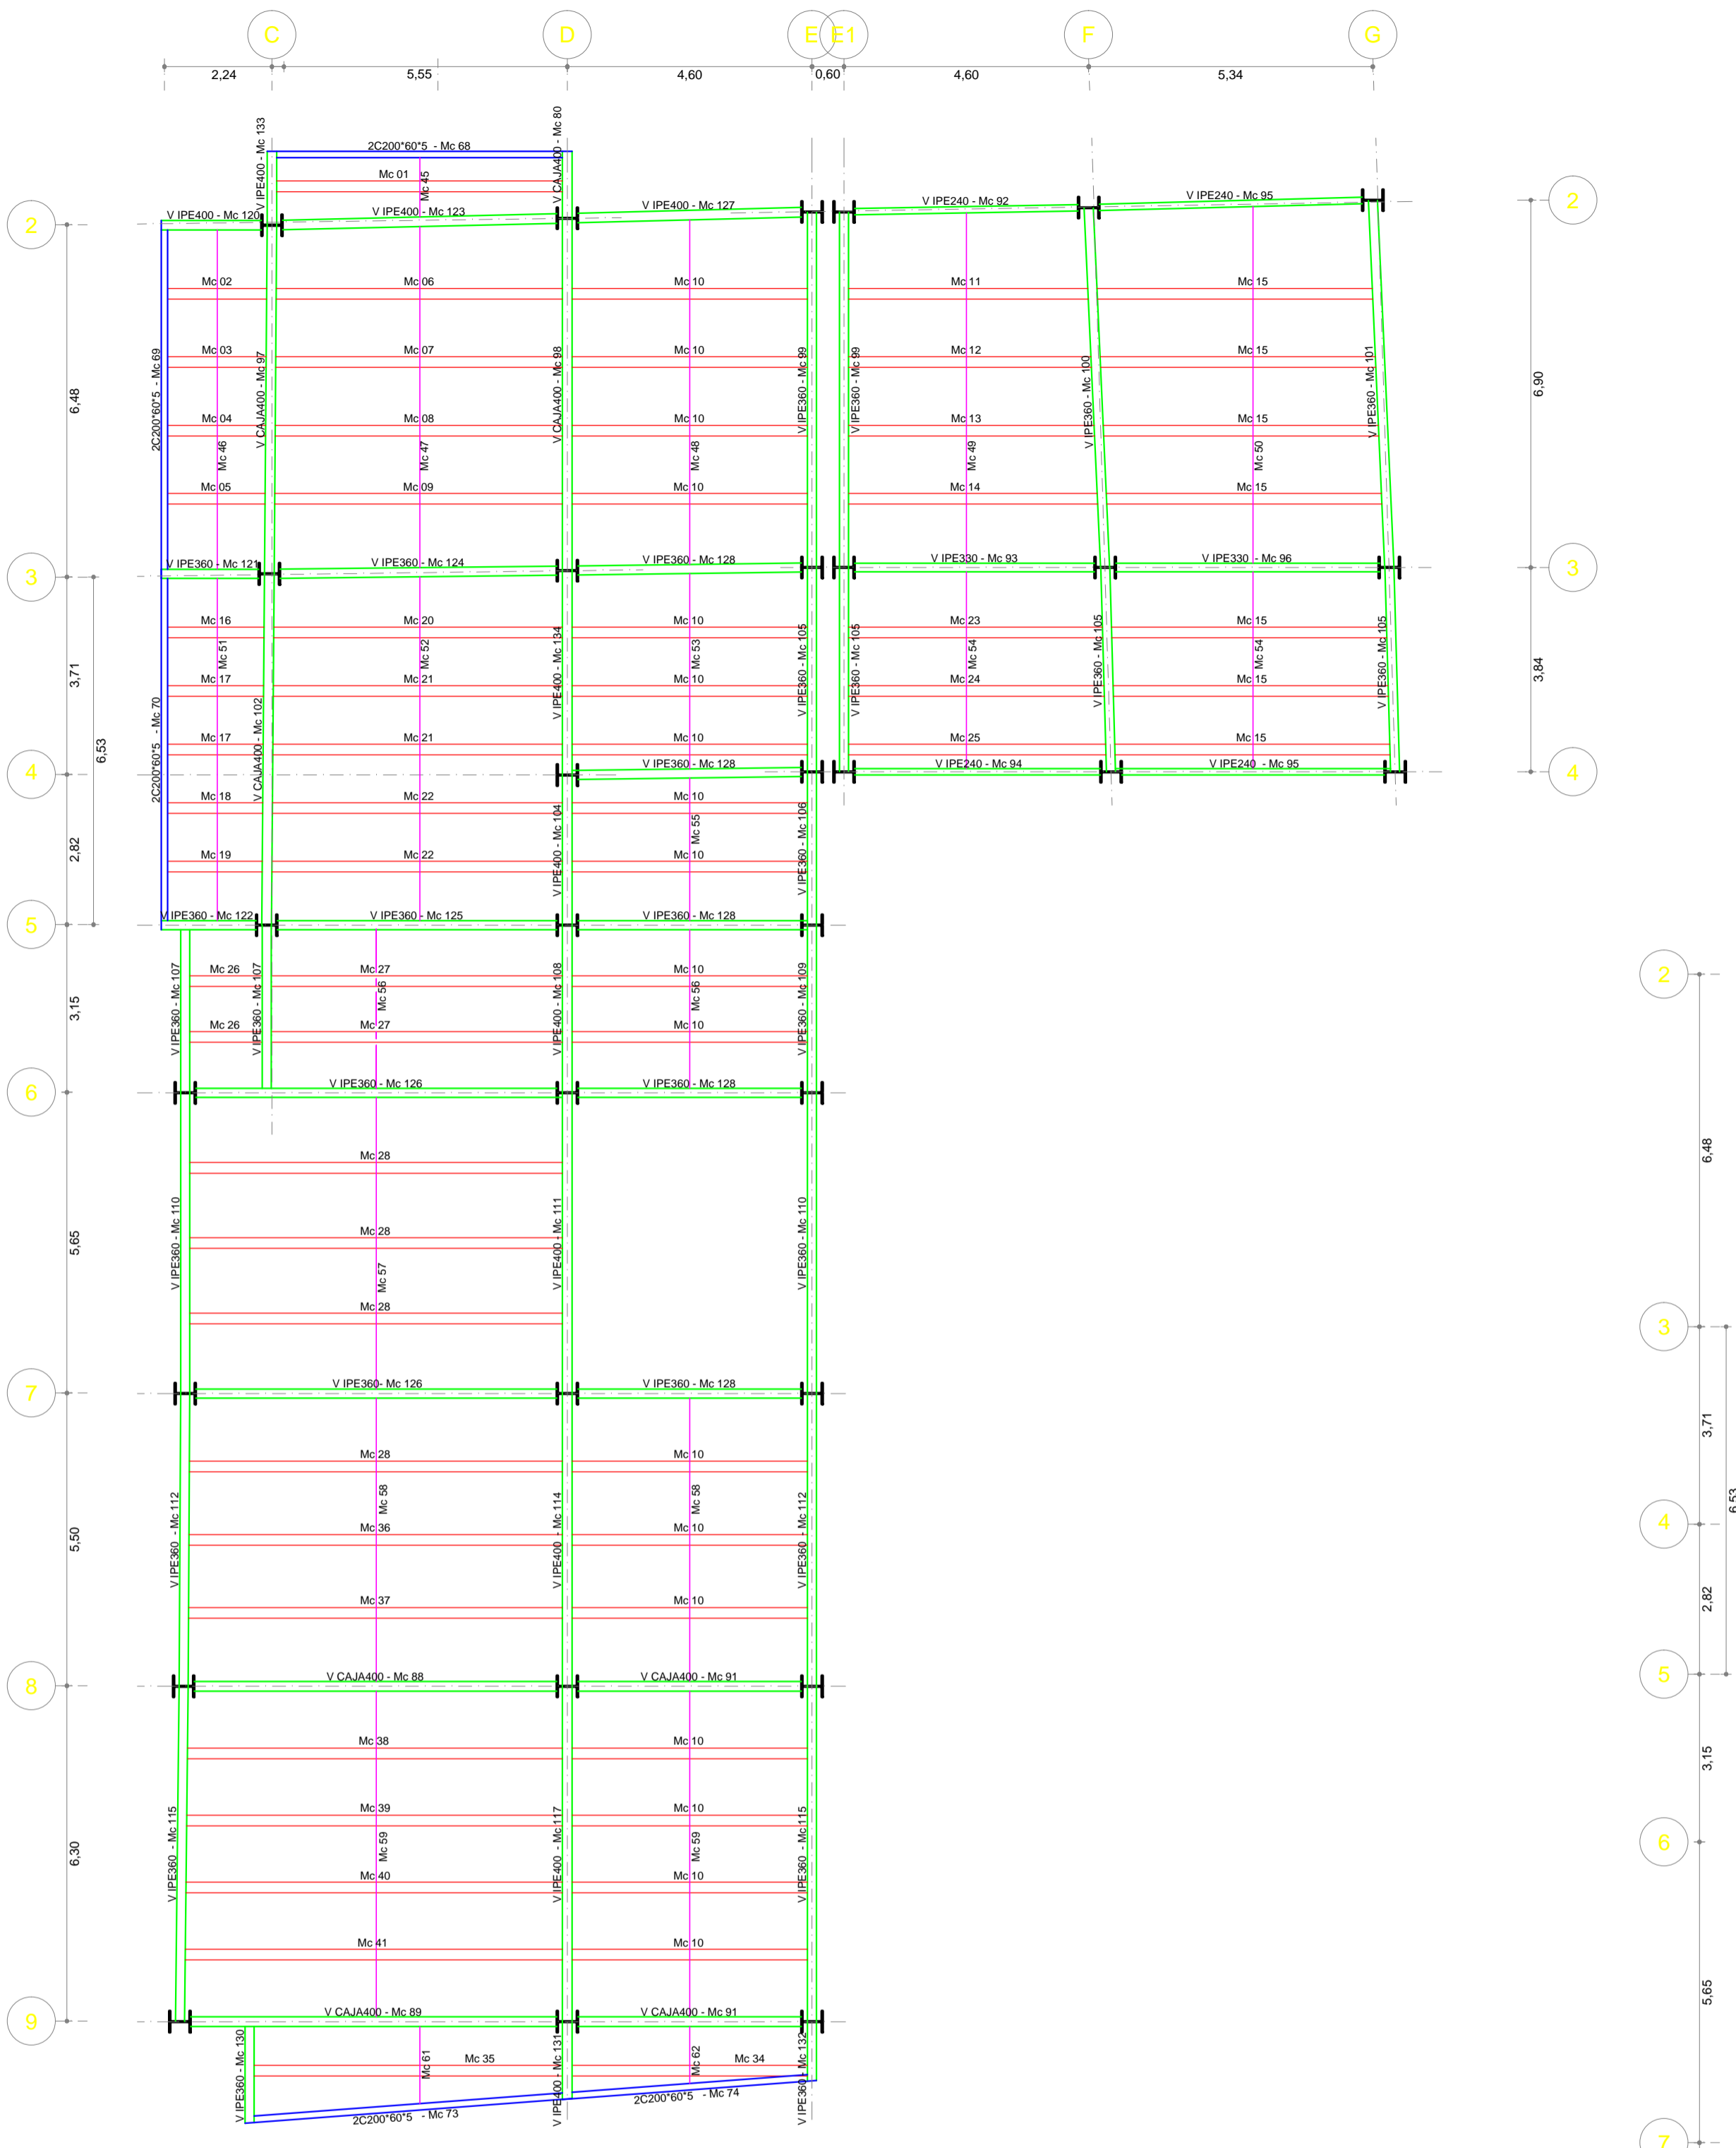 C D E E1 F G
2,24 5,55 4,60 0,60 4,60 5,34
V IPE400 - Mc 133
2C200*60*5 - Mc 68
V CAJA400 - Mc 80
Mc 01
Mc 45
2 V IPE400 - Mc 120 V IPE400 - Mc 123 V IPE400 - Mc 127 V IPE240 - Mc 92 V IPE240 - Mc 95 2
Mc 02 Mc 06 Mc 10 Mc 11 Mc 15
Mc 03 Mc 07 Mc 10 Mc 12 Mc 15
6,48 2C200*60*5 - Mc 69 V CAJA400 - Mc 97 V CAJA400 - Mc 98 V IPE360 - Mc 99 V IPE360 - Mc 99 V IPE360 - Mc 100 V IPE360 - Mc 101 6,90
Mc 04 Mc 08 Mc 10 Mc 13 Mc 15
Mc 46 Mc 47 Mc 48 Mc 49 Mc 50
Mc 05 Mc 09 Mc 10 Mc 14 Mc 15
3 V IPE360 - Mc 121 V IPE360 - Mc 124 V IPE360 - Mc 128 V IPE330 - Mc 93 V IPE330 - Mc 96 3
Mc 16 Mc 20 Mc 10 Mc 23 Mc 15
Mc 51 Mc 52 Mc 53 Mc 54 Mc 54
3,71 V IPE400 - Mc 134 V IPE360 - Mc 105 V IPE360 - Mc 105 V IPE360 - Mc 105 V IPE360 - Mc 105 3,84
Mc 17 Mc 21 Mc 10 Mc 24 Mc 15
6,53 2C200*60*5 - Mc 70 V CAJA400 - Mc 102
Mc 17 Mc 21 Mc 10 Mc 25 Mc 15
4 V IPE360 - Mc 128 V IPE240 - Mc 94 V IPE240 - Mc 95 4
Mc 18 Mc 22 Mc 10
2,82 V IPE400 - Mc 104 Mc 55 V IPE360 - Mc 106
Mc 19 Mc 22 Mc 10
5 V IPE360 - Mc 122 V IPE360 - Mc 125 V IPE360 - Mc 128
Mc 26 Mc 27 Mc 10 2
3,15 V IPE360 - Mc 107 V IPE360 - Mc 107 Mc 56 V IPE400 - Mc 108 Mc 56 V IPE360 - Mc 109
Mc 26 Mc 27 Mc 10
6 V IPE360 - Mc 126 V IPE360 - Mc 128
Mc 28 6,48
5,65 V IPE360 - Mc 110 V IPE400 - Mc 111 V IPE360 - Mc 110
Mc 28
Mc 57
Mc 28 3
7 V IPE360- Mc 126 V IPE360 - Mc 128
3,71
Mc 28 Mc 10
Mc 58 Mc 58 6,53
5,50 V IPE360 - Mc 112 V IPE400 - Mc 114 V IPE360 - Mc 112
Mc 36 Mc 10 4
Mc 37 Mc 10 2,82
8 V CAJA400 - Mc 88 V CAJA400 - Mc 91 5
Mc 38 Mc 10 3,15
Mc 39 Mc 10
6,30 V IPE360 - Mc 115 Mc 59 V IPE400 - Mc 117 Mc 59 V IPE360 - Mc 115 6
Mc 40 Mc 10
Mc 41 Mc 10
5,65
9 V CAJA400 - Mc 89 V CAJA400 - Mc 91
V IPE360 - Mc 130 Mc 61 V IPE400 - Mc 131 Mc 62 V IPE360 - Mc 132
Mc 35 Mc 34
2C200*60*5 - Mc 73 2C200*60*5 - Mc 74
7